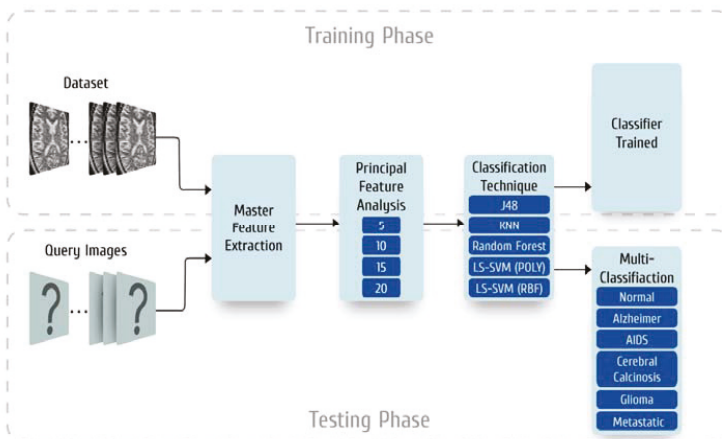 Training Phase
Dataset
Master
Feature
Extraction
Principal
Feature
Analysis
5
10
15
20
Classification
Technique
J48
KNN
Random Forest
LS-SVM (POLY)
LS-SVM (RBF)
Classifier
Trained
Query Images
?
?
Multi-
Classifiaction
Normal
Alzheimer
AIDS
Cerebral
Calcinosis
Glioma
Metastatic
Testing Phase